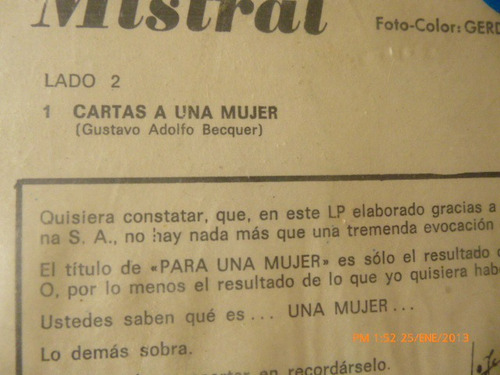 Mistral
Foto-Color: GERD
LADO 2
1 CARTAS A UNA MUJER
(Gustavo Adolfo Becquer)
Quisiera constatar, que, en este LP elaborado gracias a
na S. A., no hay nada más que una tremenda evocación
El título de «PARA UNA MUJER» es sólo el resultado
O, por lo menos el resultado de lo que yo quisiera habe
Ustedes saben qué es... UNA MUJER...
Lo demás sobra.
en recordárselo.
PM 1:52 25/ENE/2013